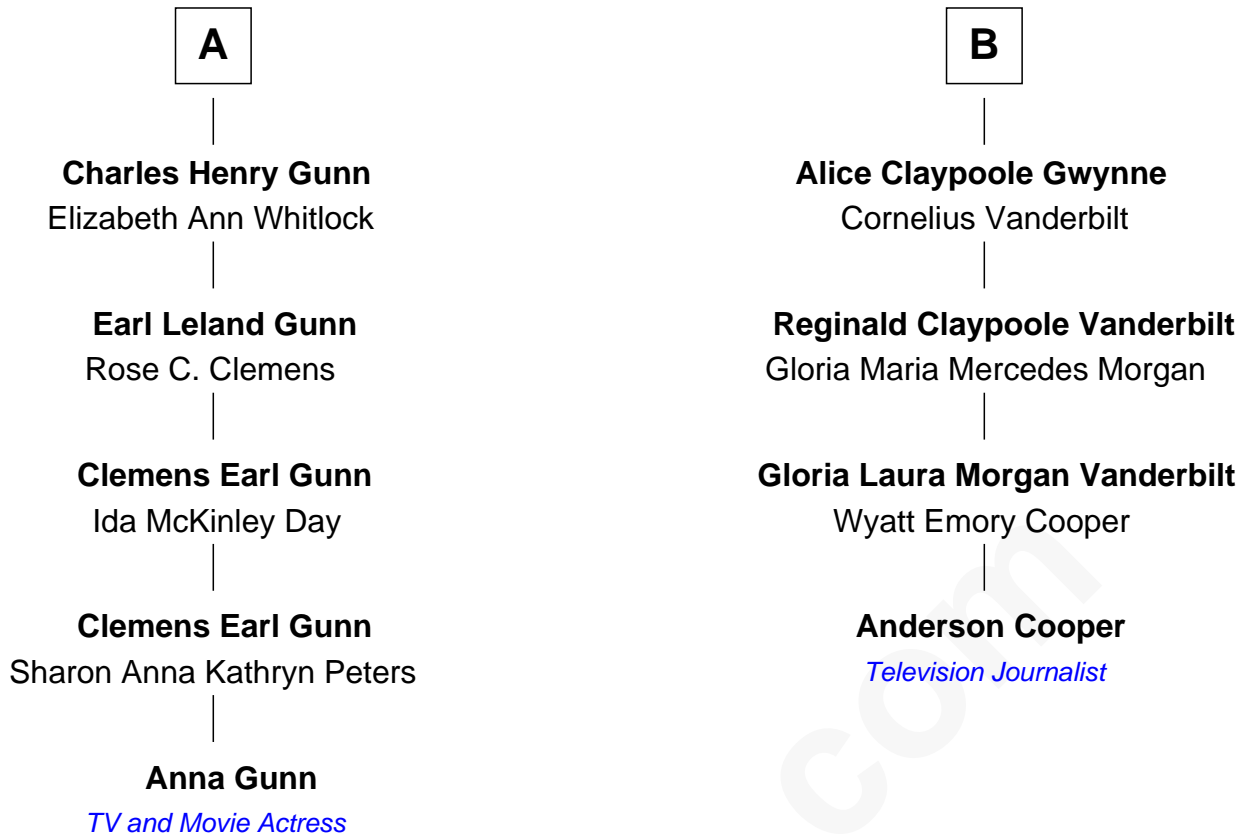 A
Charles Henry Gunn
Elizabeth Ann Whitlock
Earl Leland Gunn
Rose C. Clemens
Clemens Earl Gunn
Ida McKinley Day
Clemens Earl Gunn
Sharon Anna Kathryn Peters
Anna Gunn
TV and Movie Actress
B
Alice Claypoole Gwynne
Cornelius Vanderbilt
Reginald Claypoole Vanderbilt
Gloria Maria Mercedes Morgan
Gloria Laura Morgan Vanderbilt
Wyatt Emory Cooper
Anderson Cooper
Television Journalist
com